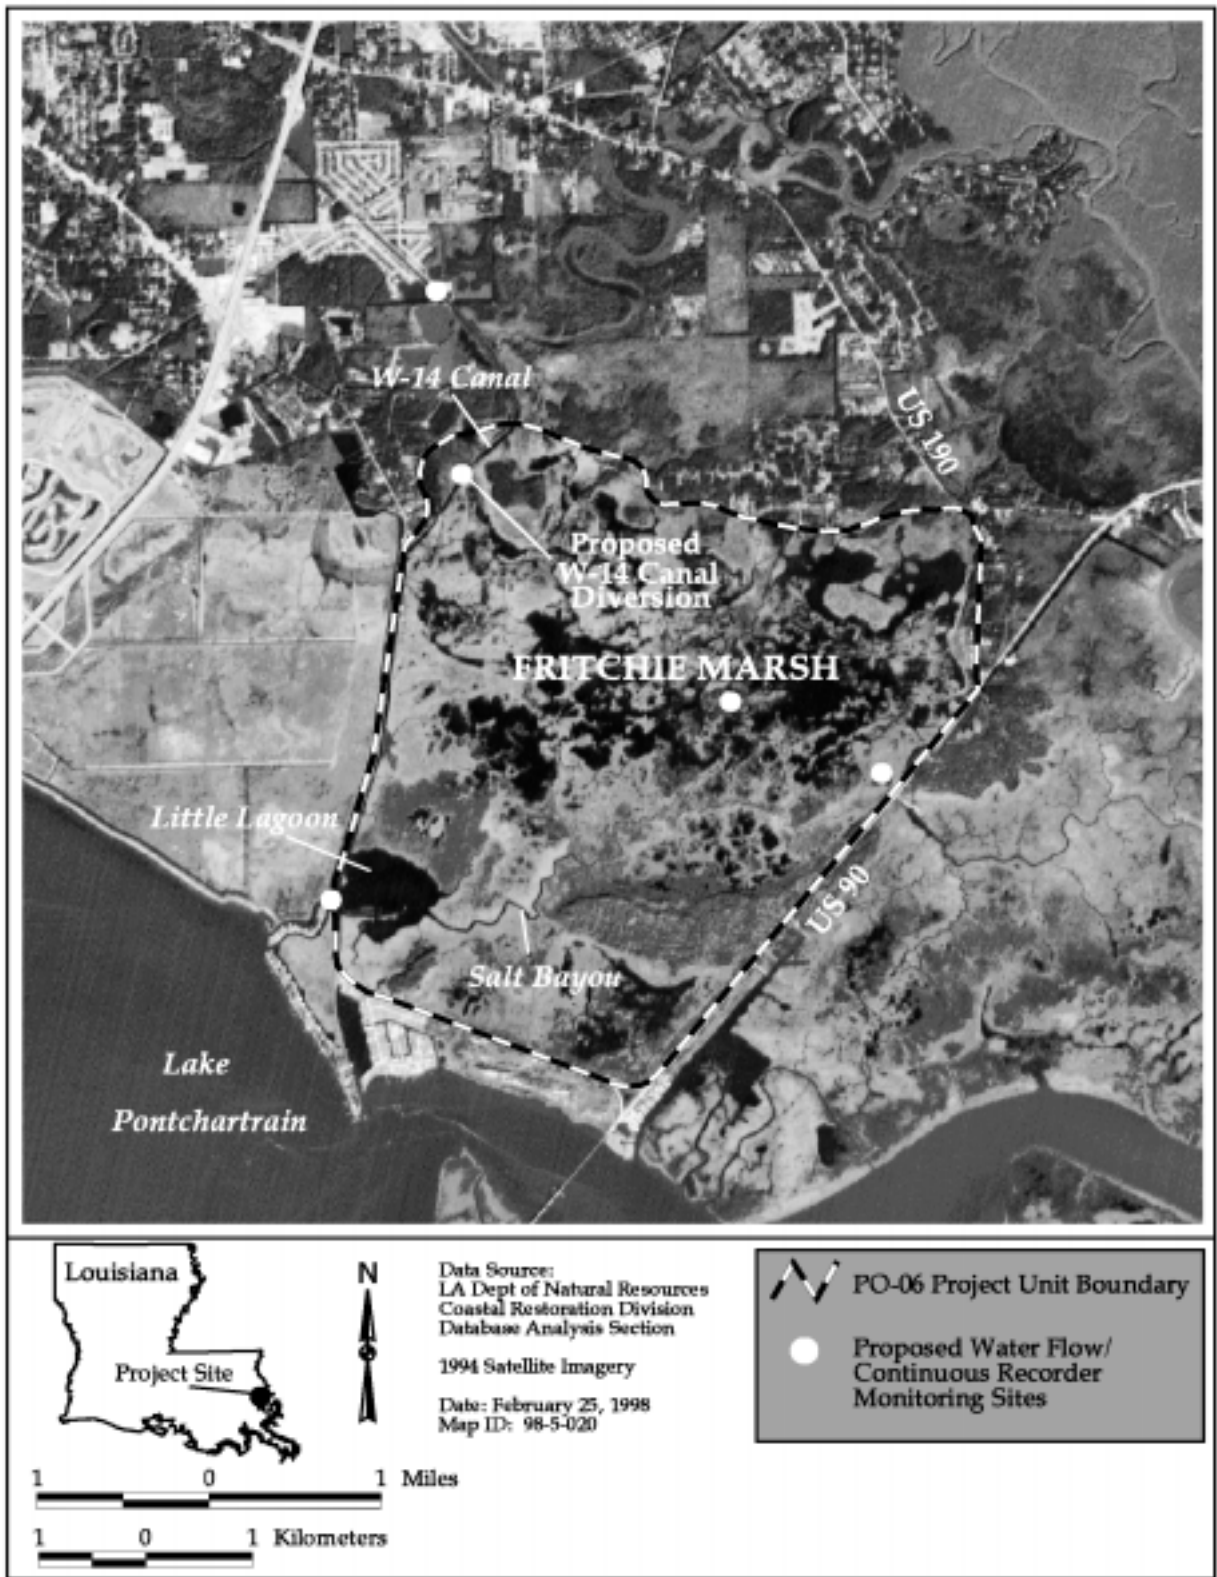 W-14 Canal
US 190
Proposed
W-14 Canal
Diversion
FRITCHIE MARSH
Little Lagoon
US 90
Salt Bayou
Lake
Pontchartrain
Louisiana
Project Site
N
Data Source:
LA Dept of Natural Resources
Coastal Restoration Division
Database Analysis Section
1994 Satellite Imagery
Date: February 25, 1998
Map ID: 98-5-020
PO-06 Project Unit Boundary
Proposed Water Flow/
Continuous Recorder
Monitoring Sites
1 0 1 Miles
1 0 1 Kilometers